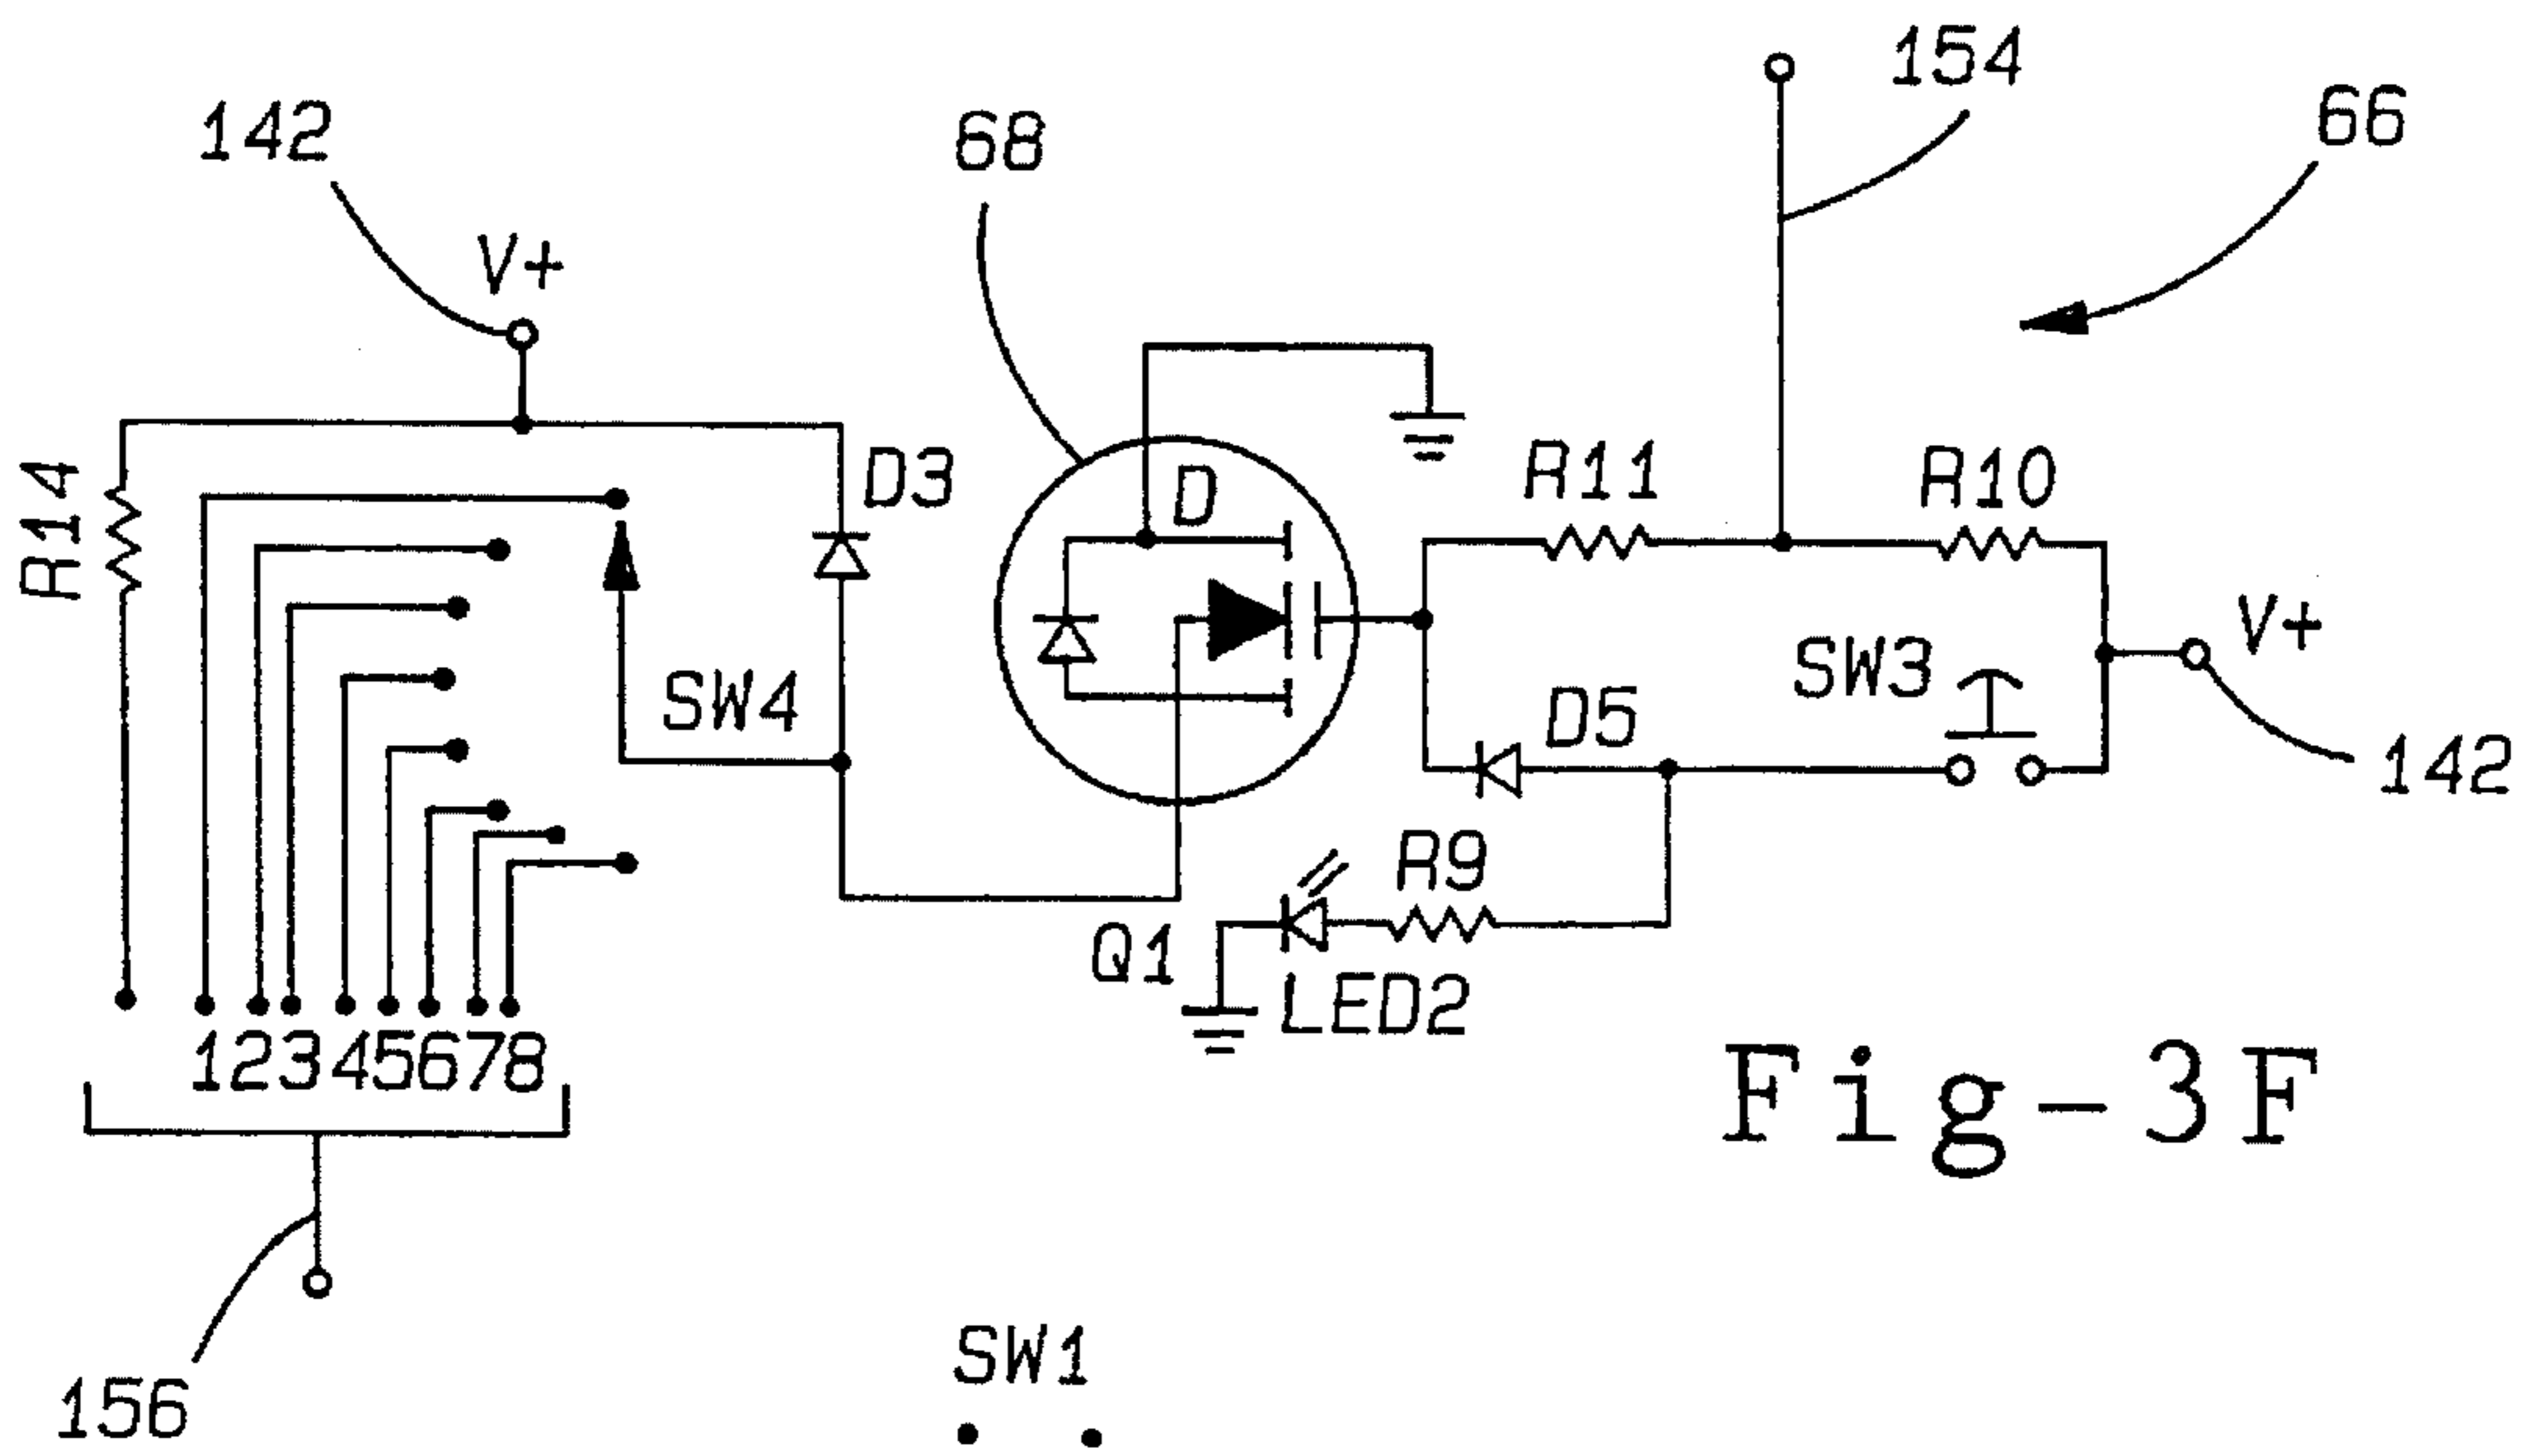 154
66
142
68
V+
D3
D
R11
R10
R14
V+
SW3
SW4
D5
142
R9
Q1
LED2
12345678
Fig-3F
156
SW1